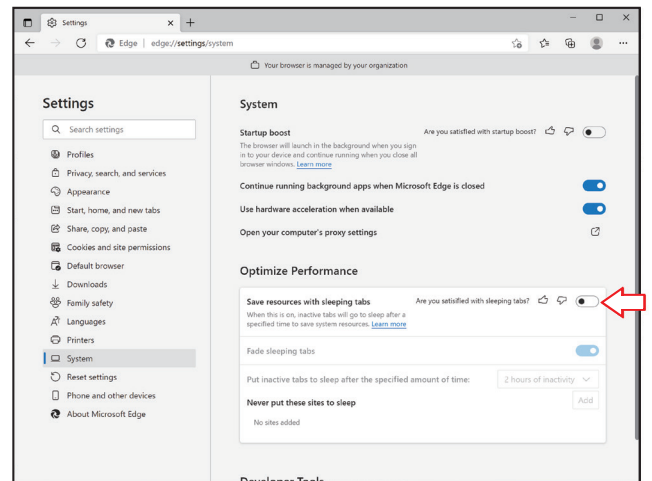 Settings
Edge | edge://settings/system
Your browser is managed by your organization
Settings
Search settings
Profiles
Privacy, search, and services
Appearance
Start, home, and new tabs
Share, copy, and paste
Cookies and site permissions
Default browser
Downloads
Family safety
Languages
Printers
System
Reset settings
Phone and other devices
About Microsoft Edge
System
Startup boost
Are you satisfied with startup boost?
The browser will launch in the background when you sign
in to your device and continue running when you close all
browser windows. Learn more
Continue running background apps when Microsoft Edge is closed
Use hardware acceleration when available
Open your computer's proxy settings
Optimize Performance
Save resources with sleeping tabs
Are you satisified with sleeping tabs?
When this is on, inactive tabs will go to sleep after a
specified time to save system resources. Learn more
Fade sleeping tabs
Put inactive tabs to sleep after the specified amount of time:
2 hours of inactivity
Never put these sites to sleep
Add
No sites added
Developer Tools